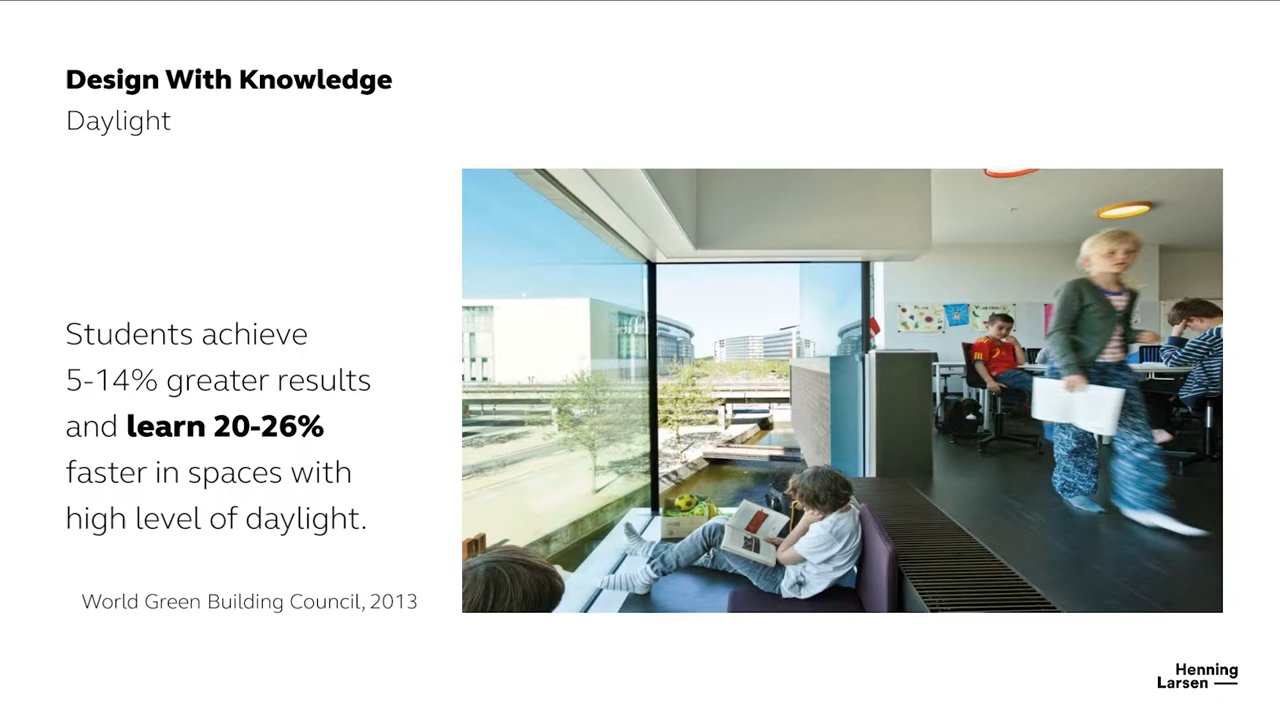 Design With Knowledge
Daylight
Students achieve
5-14% greater results
and learn 20-26%
faster in spaces with
high level of daylight.
World Green Building Council, 2013
Henning
Larsen —